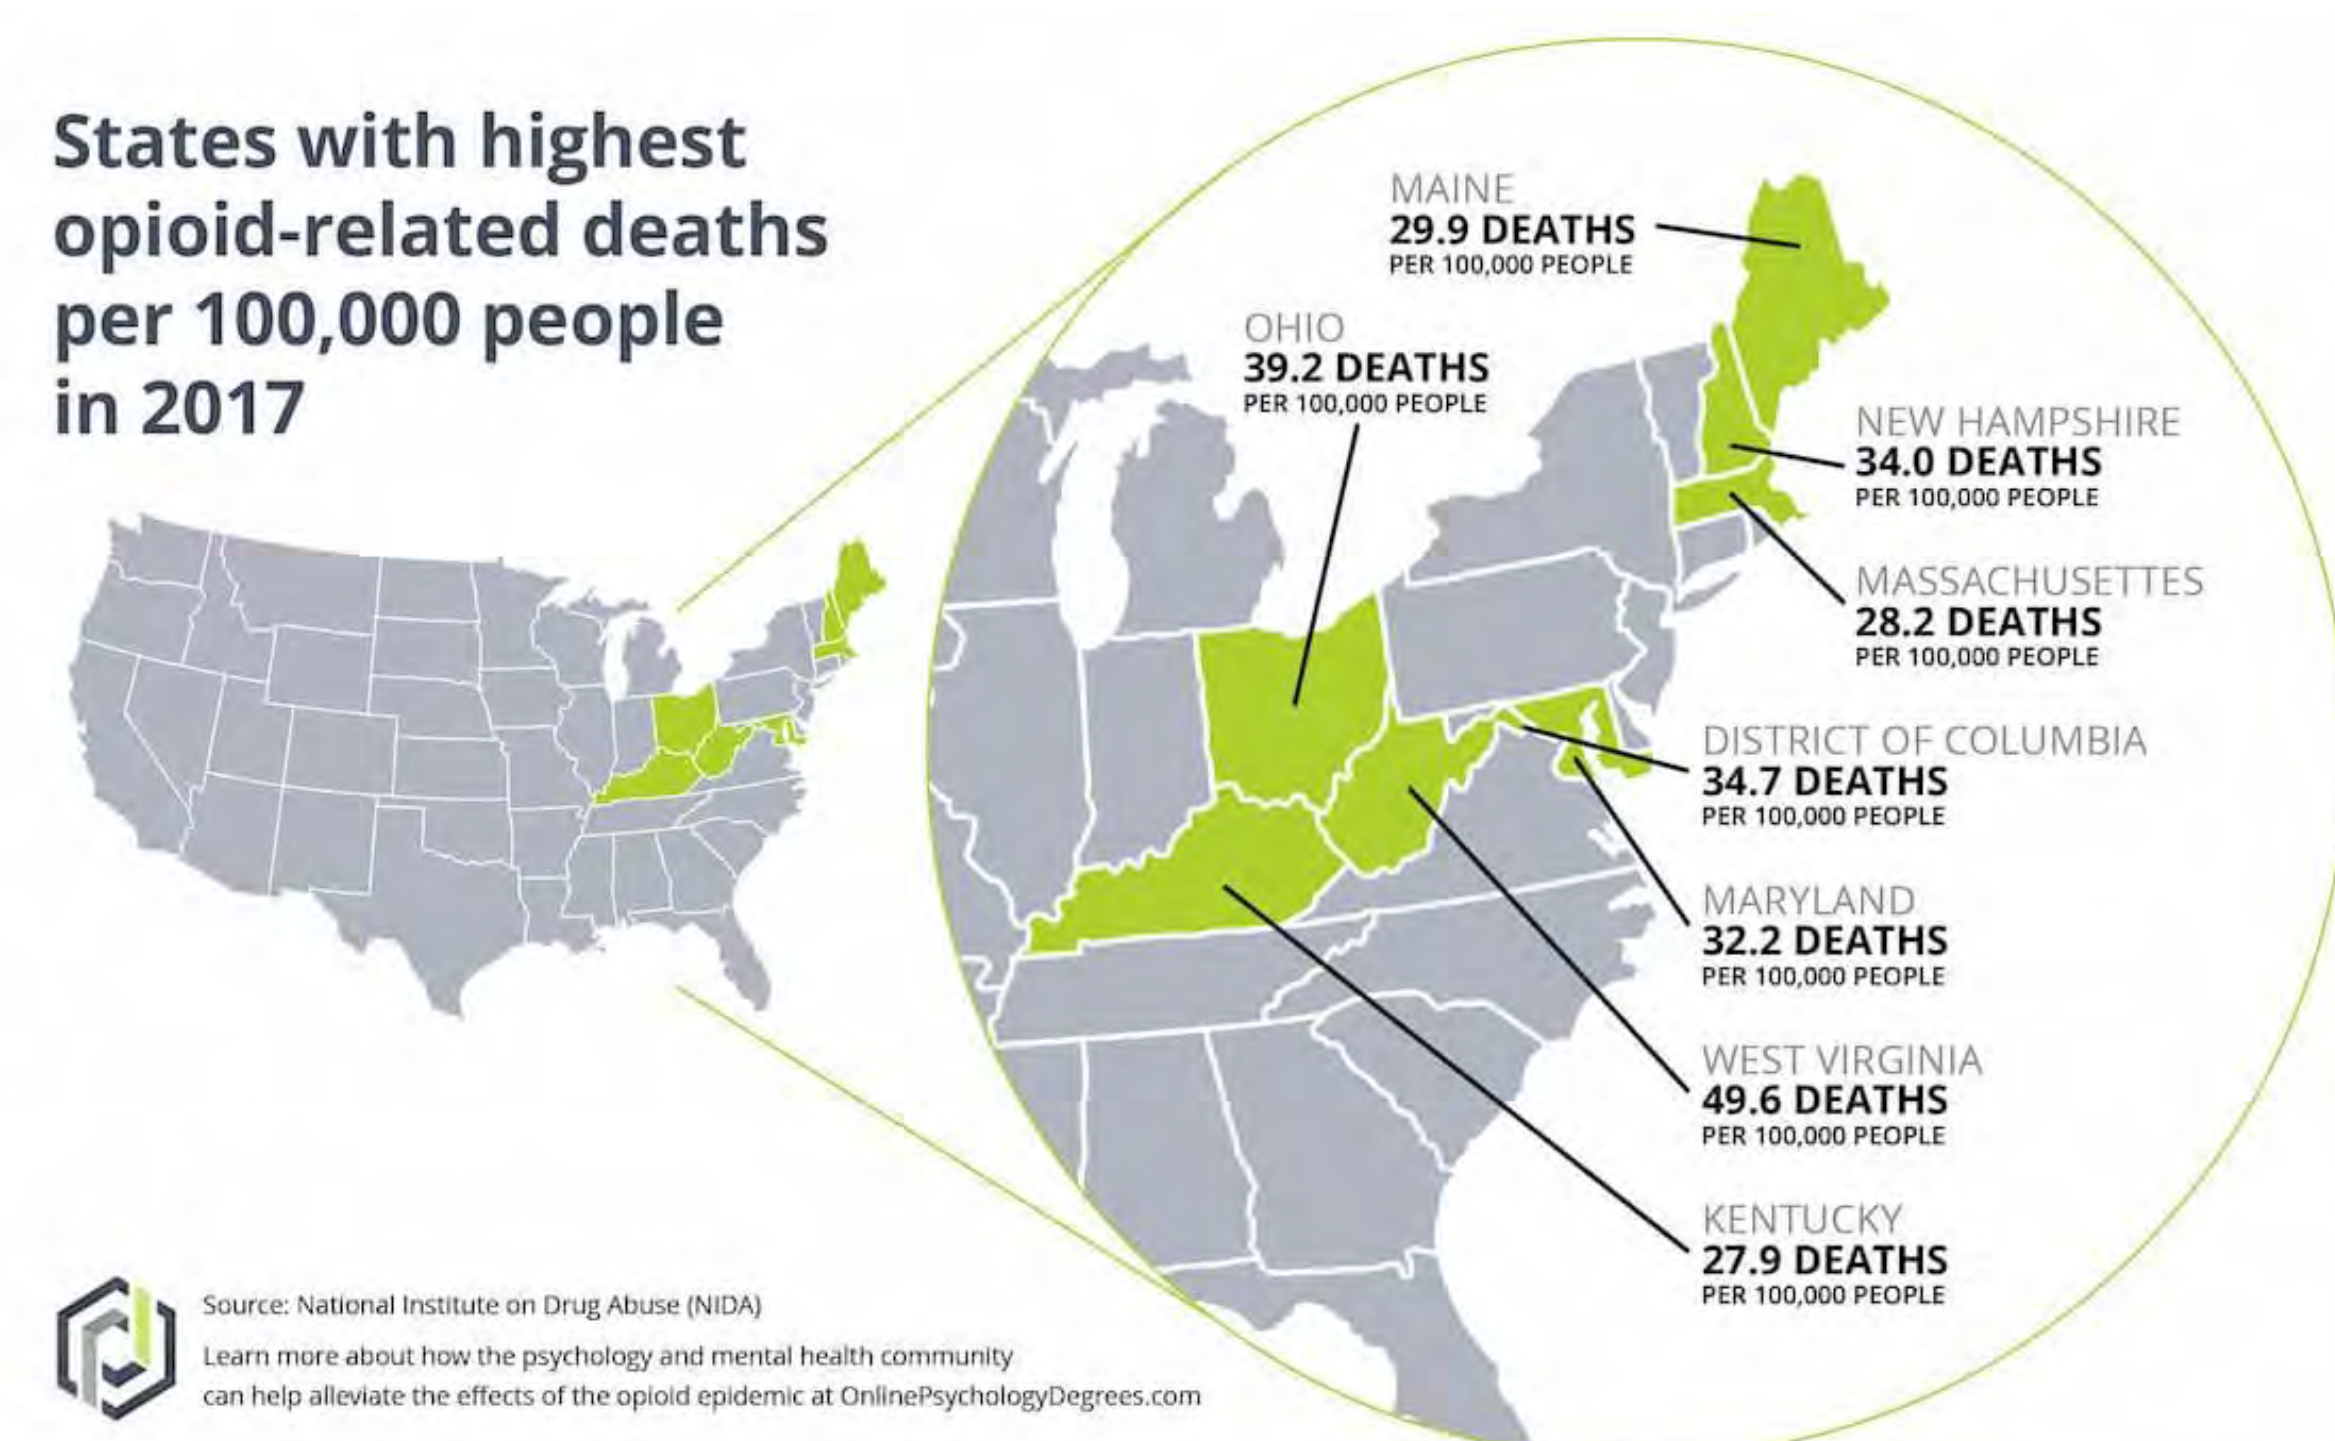 States with highest
opioid-related deaths
per 100,000 people
in 2017
MAINE
29.9 DEATHS
PER 100,000 PEOPLE
OHIO
39.2 DEATHS
PER 100,000 PEOPLE
NEW HAMPSHIRE
34.0 DEATHS
PER 100,000 PEOPLE
MASSACHUSETTES
28.2 DEATHS
PER 100,000 PEOPLE
DISTRICT OF COLUMBIA
34.7 DEATHS
PER 100,000 PEOPLE
MARYLAND
32.2 DEATHS
PER 100,000 PEOPLE
WEST VIRGINIA
49.6 DEATHS
PER 100,000 PEOPLE
KENTUCKY
27.9 DEATHS
PER 100,000 PEOPLE
Source: National Institute on Drug Abuse (NIDA)
Learn more about how the psychology and mental health community
can help alleviate the effects of the opioid epidemic at OnlinePsychologyDegrees.com